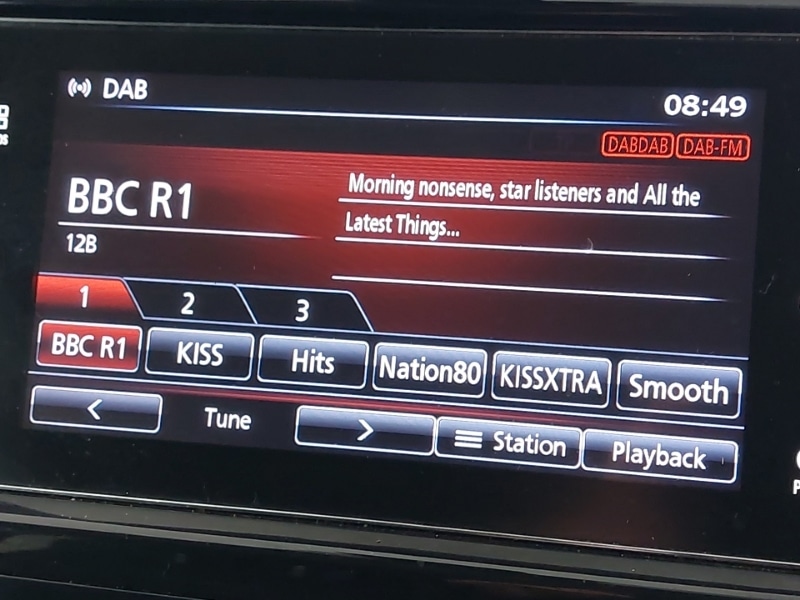 DAB
08:49
DABDAB DAB-FM
BBC R1
12B
Morning nonsense, star listeners and All the
Latest Things...
1 2 3
BBC R1 KISS Hits Nation80 KISSXTRA Smooth
< Tune > Station Playback